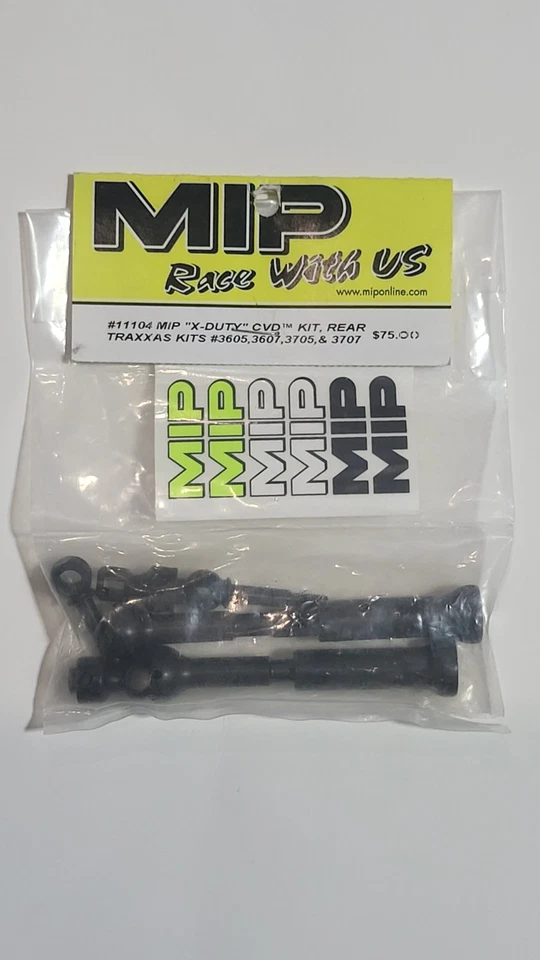 MIP
Race With US
www.miponline.com
#11104 MIP "X-DUTY" CVD™ KIT, REAR
TRAXXAS KITS #3605,3607,3705,& 3707 $75.00
MIP MIP MIP MIP MIP MIP